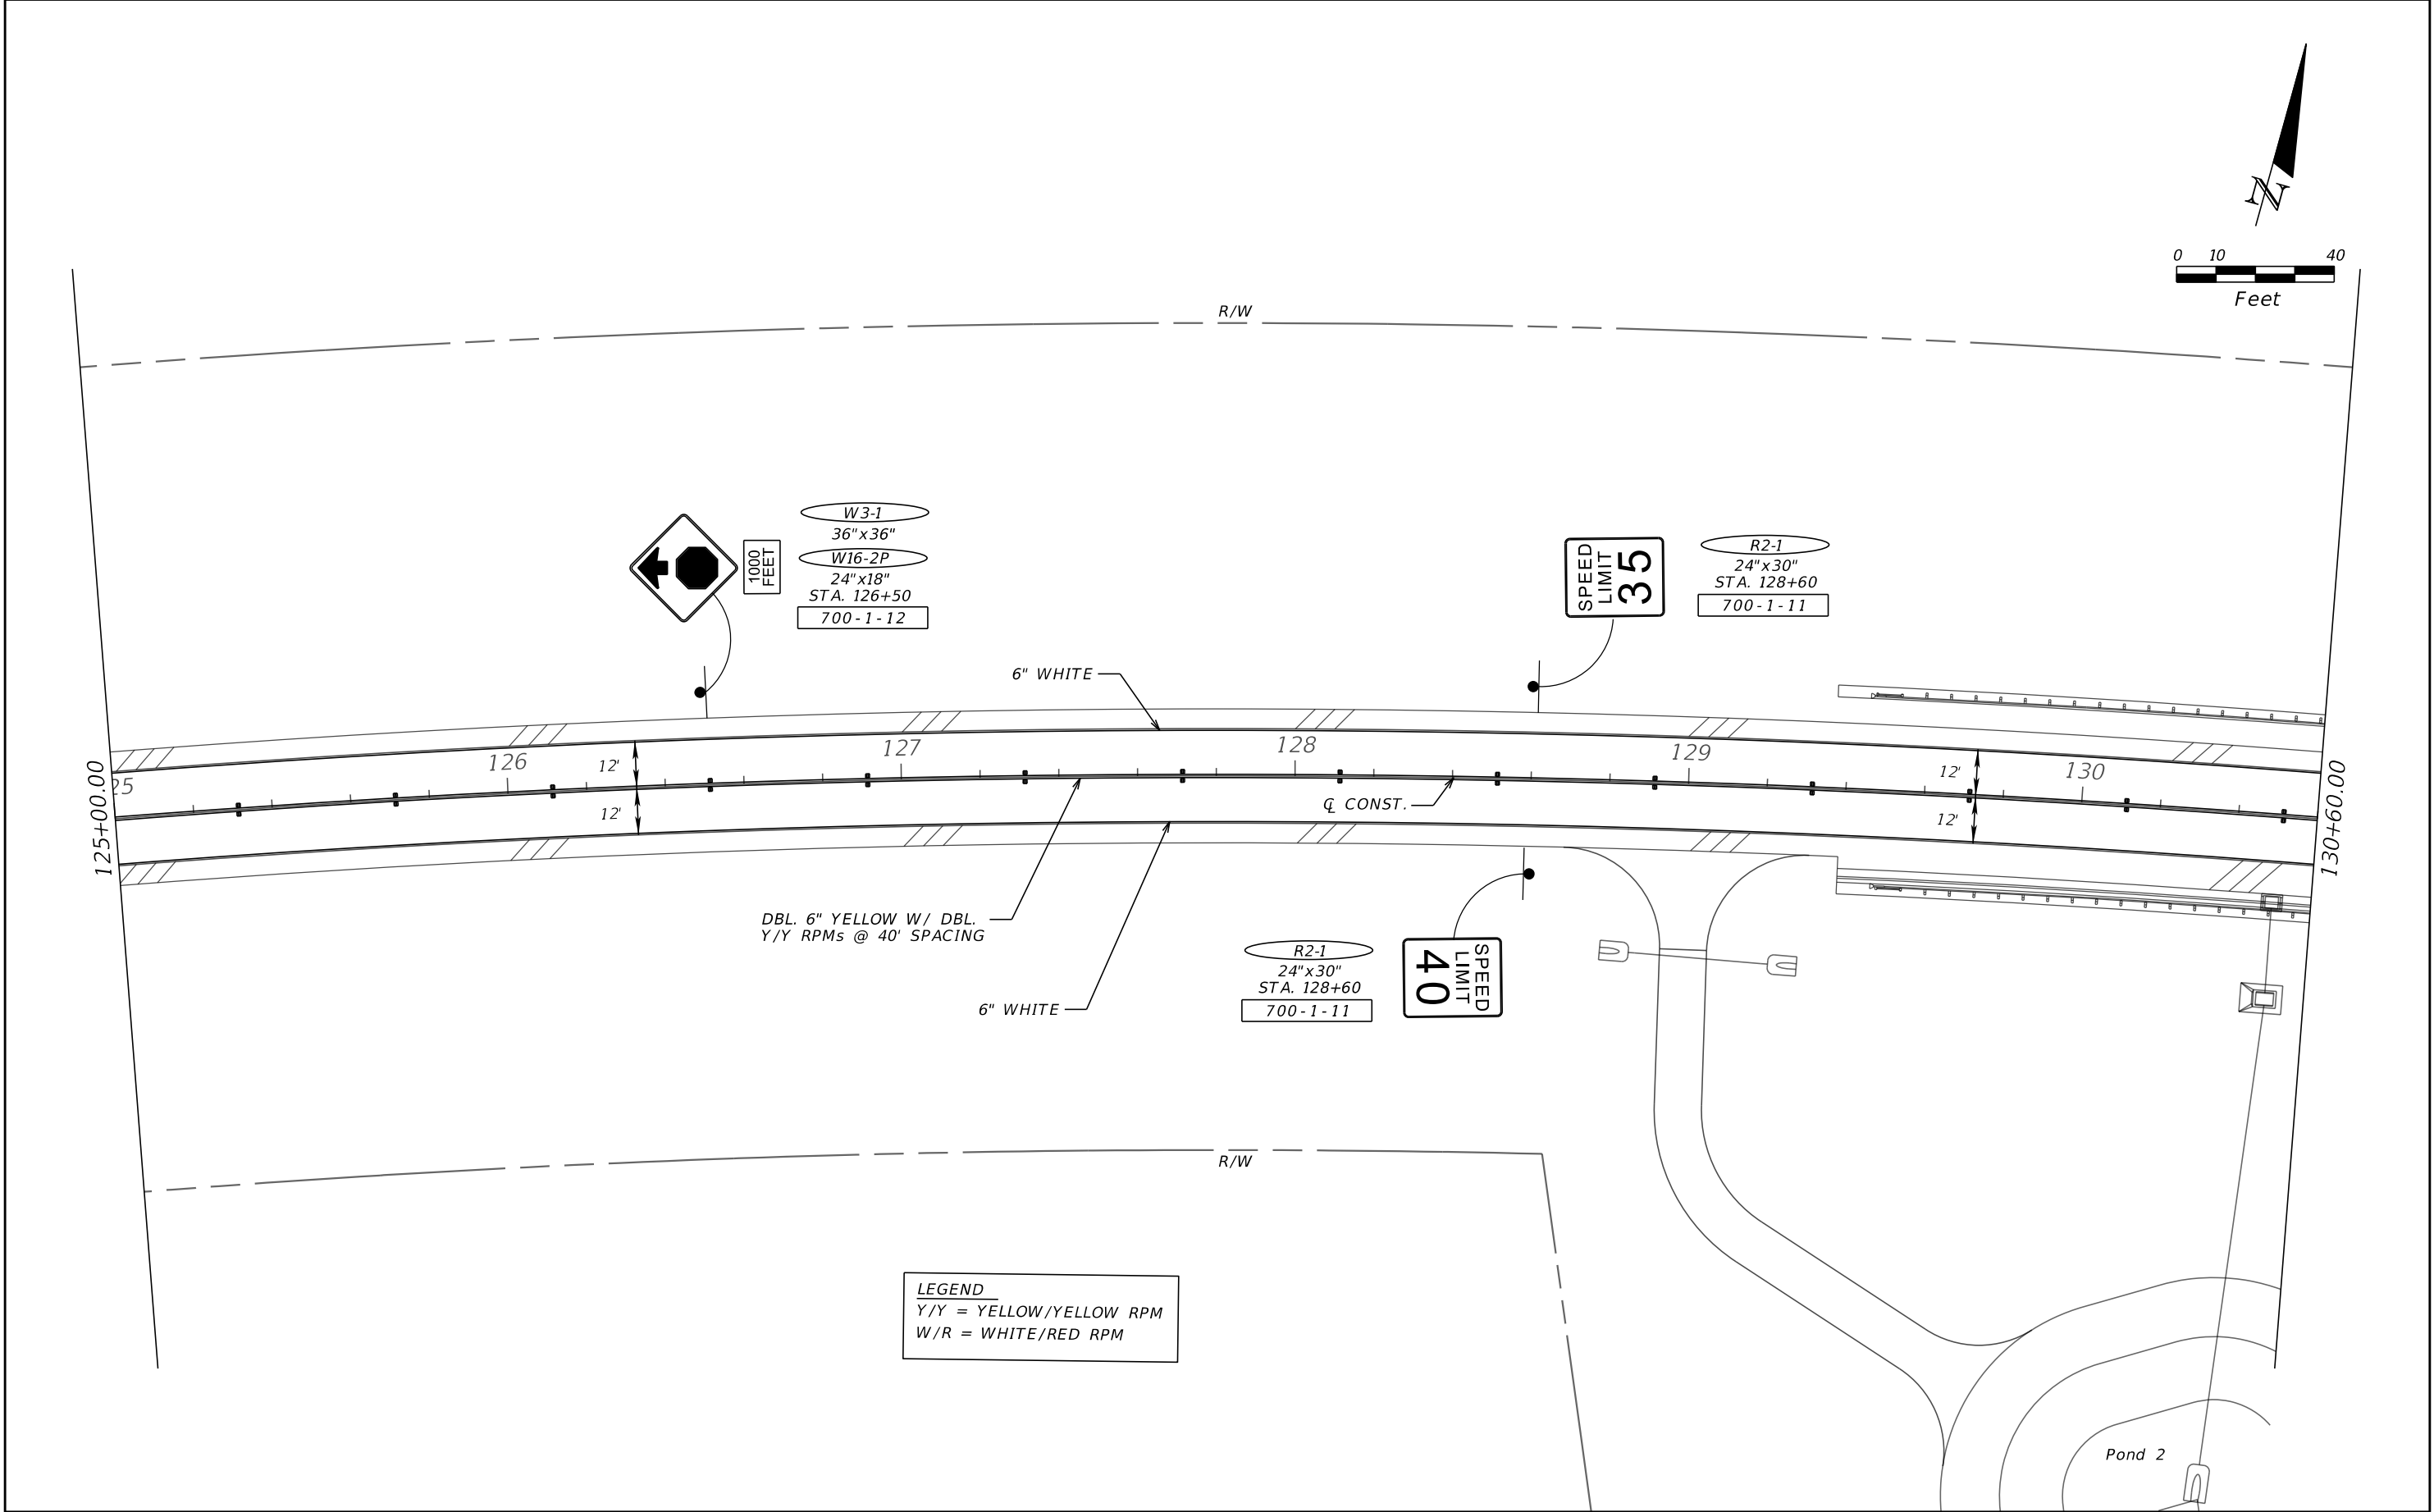 N
0 10 40
Feet
R/W
W3-1
36"x36"
W16-2P
24"x18"
STA. 126+50
700-1-12
1000
FEET
SPEED
LIMIT
35
R2-1
24"x30"
STA. 128+60
700-1-11
6" WHITE
125+00.00
25
126
127
128
129
130
130+60.00
12'
12'
12'
12'
℄ CONST.
DBL. 6" YELLOW W/ DBL.
Y/Y RPMs @ 40' SPACING
6" WHITE
R2-1
24"x30"
STA. 128+60
700-1-11
SPEED
LIMIT
40
R/W
LEGEND
Y/Y = YELLOW/YELLOW RPM
W/R = WHITE/RED RPM
Pond 2